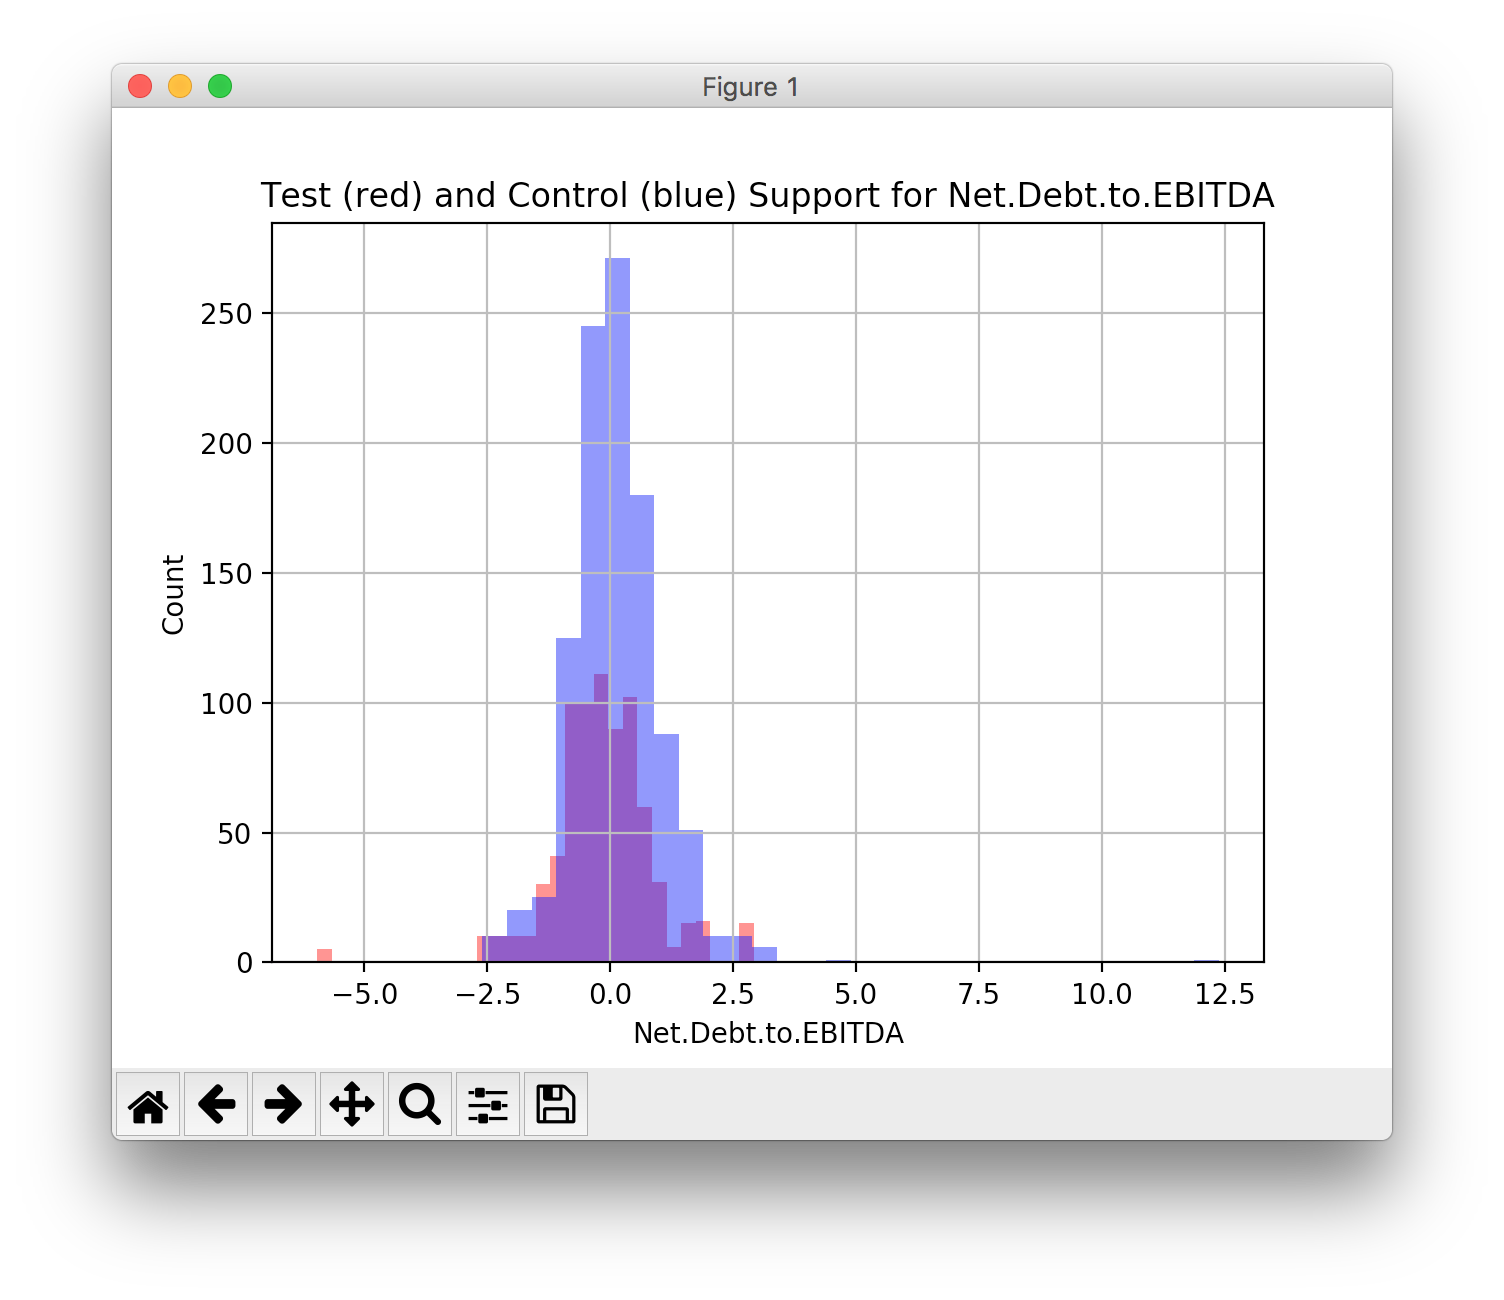 Figure 1
Test (red) and Control (blue) Support for Net.Debt.to.EBITDA
250
200
150
100
50
0
Count
−5.0 −2.5 0.0 2.5 5.0 7.5 10.0 12.5
Net.Debt.to.EBITDA